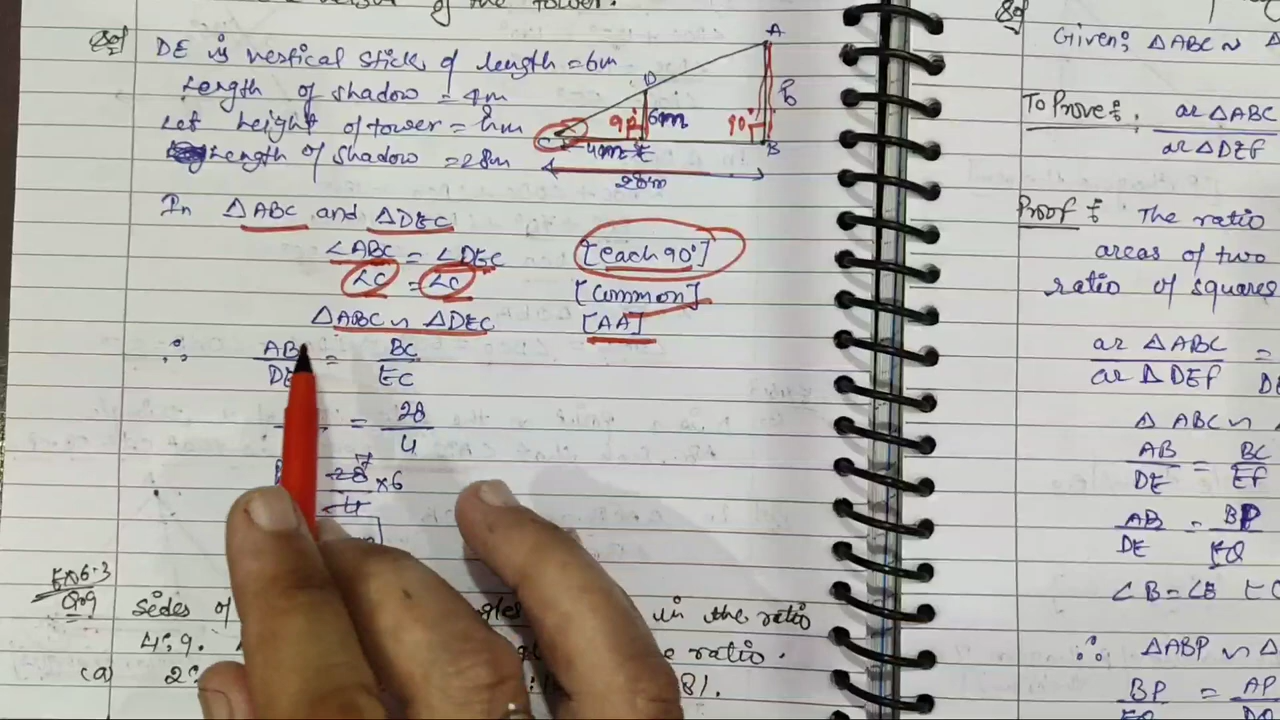 of the tower.
Sol
DE is vertical stick of length = 6m
Length of shadow = 4m
Let height of tower = hm
Length of shadow = 28m
A
D
h
6m
90°
90°
C
4m
E
B
28m
In △ABC and △DEC
∠ABC = ∠DEC [each 90°]
∠C = ∠C [Common]
△ABC ~ △DEC [AA]
∴ AB/DE = BC/EC
= 28/4
28/4 × 6
7
Ex 6.3
Q.9
Sides of in the ratio
4:9. ratio.
(a) 2: 81.
Sol
Given: △ABC ~ △
To Prove: ar △ABC
ar △DEF
Proof: The ratio
areas of two
ratio of squares
ar △ABC =
ar △DEF
△ABC ~
AB/DE = BC/EF
AB/DE = BP/EQ
∠B = ∠E
∴ △ABP ~ △
BP = AP